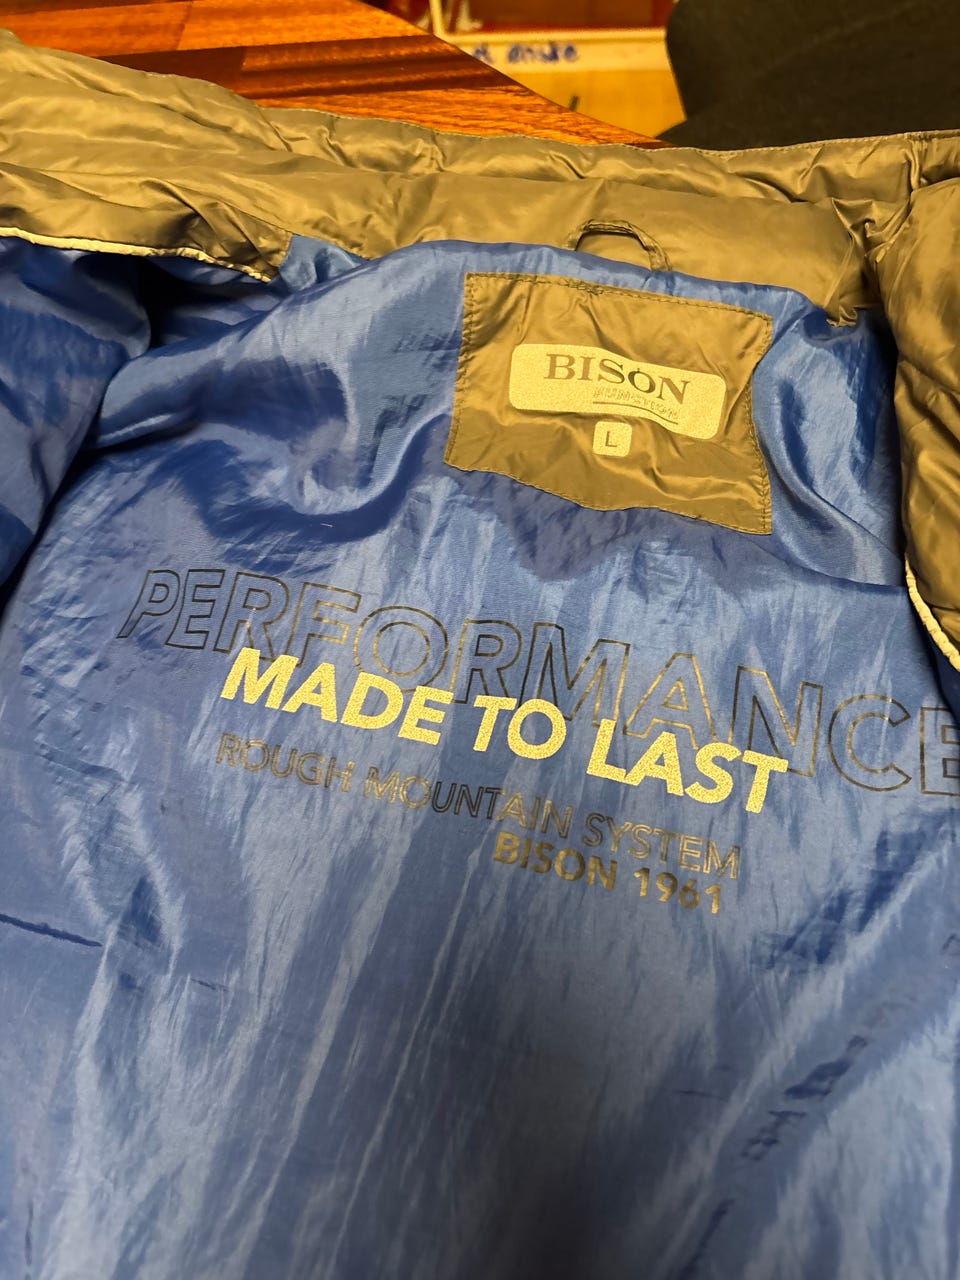 BISON
L
PERFORMANCE
MADE TO LAST
ROUGH MOUNTAIN SYSTEM
BISON 1961